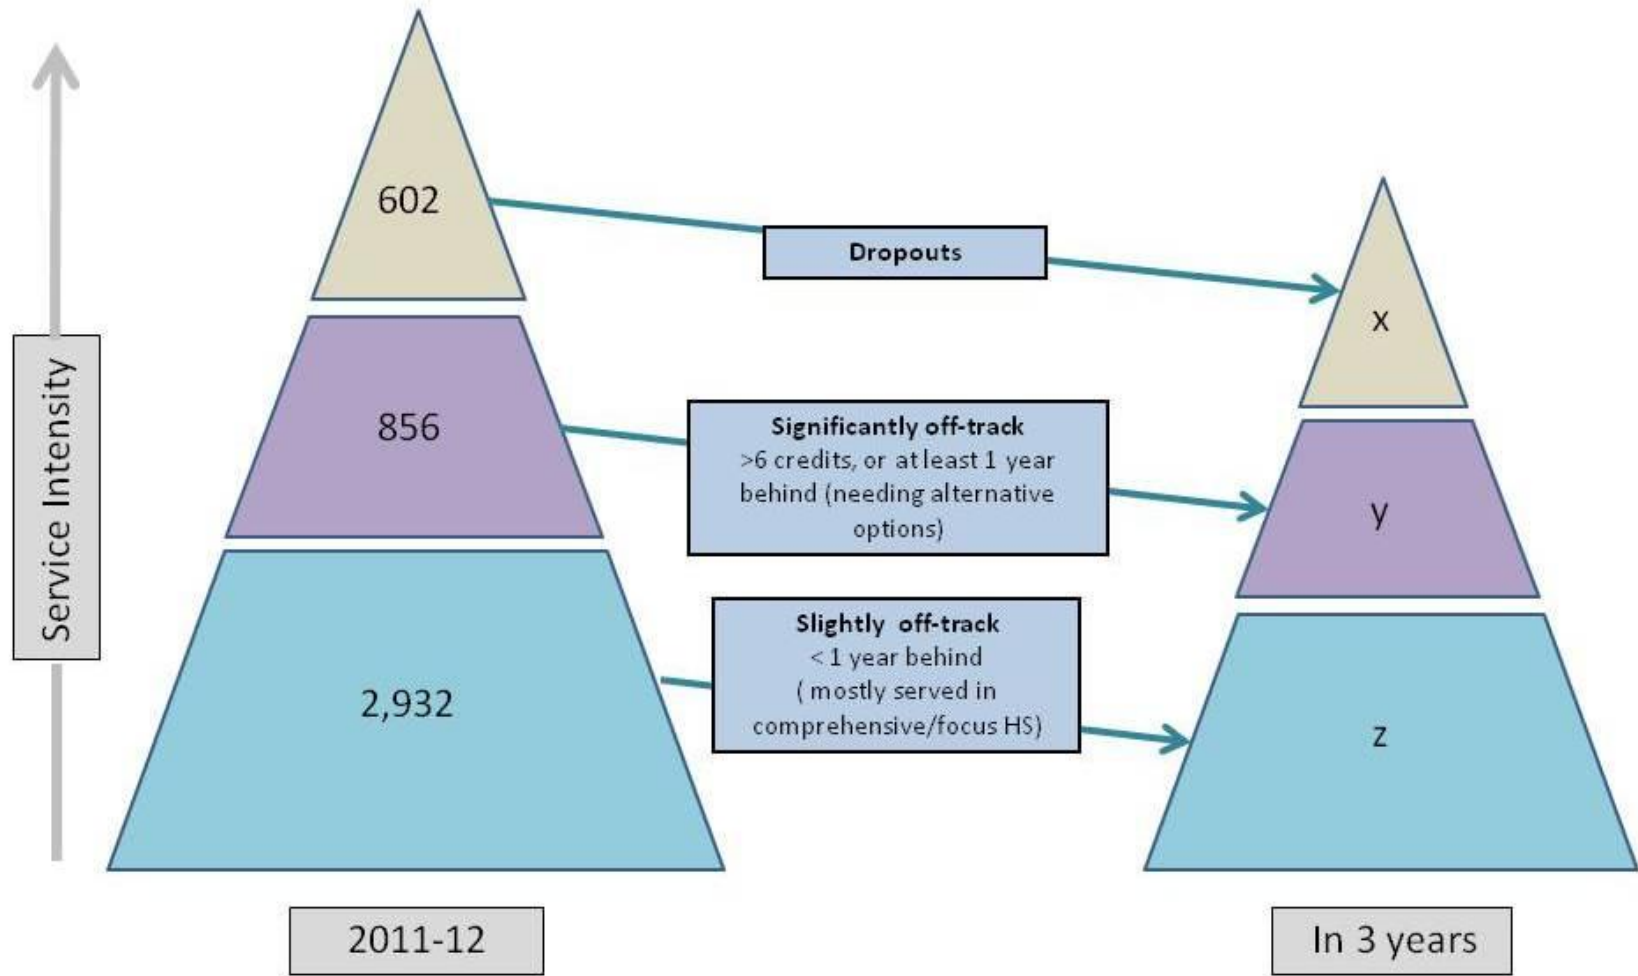 Service Intensity
602
856
2,932
Dropouts
Significantly off-track
>6 credits, or at least 1 year
behind (needing alternative
options)
Slightly off-track
< 1 year behind
( mostly served in
comprehensive/focus HS)
x
y
z
2011-12
In 3 years